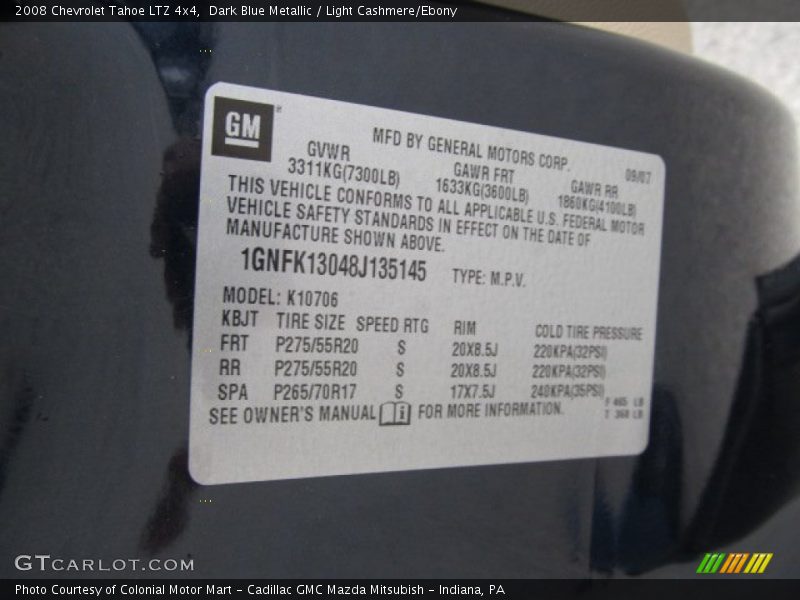 2008 Chevrolet Tahoe LTZ 4x4, Dark Blue Metallic / Light Cashmere/Ebony
GM
MFD BY GENERAL MOTORS CORP.
GVWR GAWR FRT GAWR RR 09/07
3311KG(7300LB) 1633KG(3600LB) 1860KG(4100LB)
THIS VEHICLE CONFORMS TO ALL APPLICABLE U.S. FEDERAL MOTOR
VEHICLE SAFETY STANDARDS IN EFFECT ON THE DATE OF
MANUFACTURE SHOWN ABOVE.
1GNFK13048J135145 TYPE: M.P.V.
MODEL: K10706
KBJT TIRE SIZE SPEED RTG RIM COLD TIRE PRESSURE
FRT P275/55R20 S 20X8.5J 220KPA(32PSI)
RR P275/55R20 S 20X8.5J 220KPA(32PSI)
SPA P265/70R17 S 17X7.5J 240KPA(35PSI)
F 465 LB
T 368 LB
SEE OWNER'S MANUAL i FOR MORE INFORMATION.
GTCARLOT.COM
Photo Courtesy of Colonial Motor Mart - Cadillac GMC Mazda Mitsubish - Indiana, PA